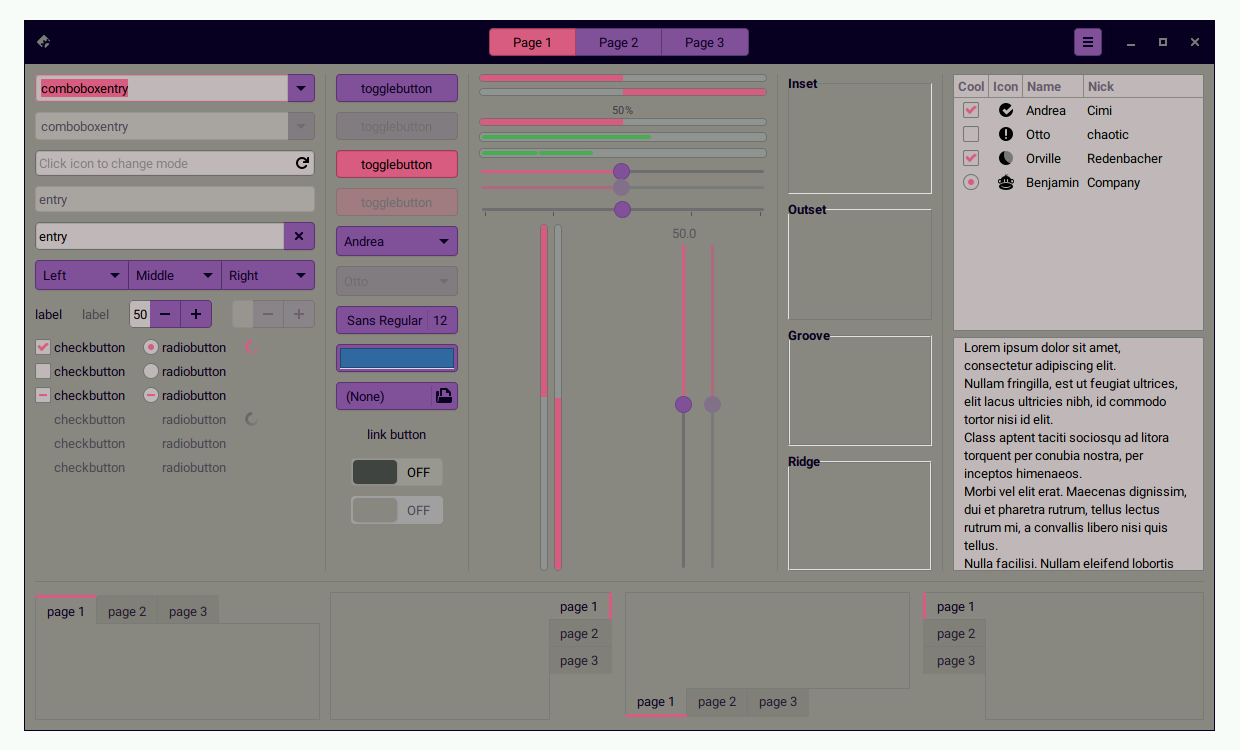 Page 1 Page 2 Page 3
comboboxentry
comboboxentry
Click icon to change mode
entry
entry
Left Middle Right
label label 50
checkbutton radiobutton
checkbutton radiobutton
checkbutton radiobutton
checkbutton radiobutton
checkbutton radiobutton
checkbutton radiobutton
togglebutton
togglebutton
togglebutton
togglebutton
Andrea
Otto
Sans Regular 12
(None)
link button
OFF
OFF
50%
50.0
Inset
Outset
Groove
Ridge
Cool Icon Name Nick
Andrea Cimi
Otto chaotic
Orville Redenbacher
Benjamin Company
Lorem ipsum dolor sit amet,
consectetur adipiscing elit.
Nullam fringilla, est ut feugiat ultrices,
elit lacus ultricies nibh, id commodo
tortor nisi id elit.
Class aptent taciti sociosqu ad litora
torquent per conubia nostra, per
inceptos himenaeos.
Morbi vel elit erat. Maecenas dignissim,
dui et pharetra rutrum, tellus lectus
rutrum mi, a convallis libero nisi quis
tellus.
Nulla facilisi. Nullam eleifend lobortis
page 1 page 2 page 3
page 1
page 2
page 3
page 1 page 2 page 3
page 1
page 2
page 3